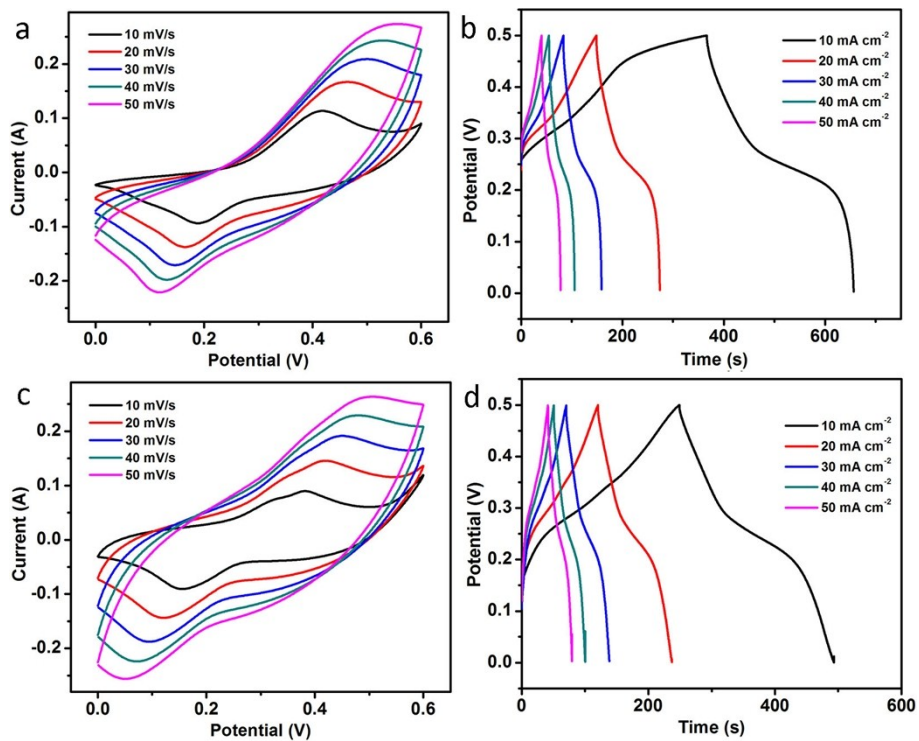 a
10 mV/s
20 mV/s
30 mV/s
40 mV/s
50 mV/s
0.2
0.1
0.0
-0.1
-0.2
Current (A)
0.0 0.2 0.4 0.6
Potential (V)
b
10 mA cm-2
20 mA cm-2
30 mA cm-2
40 mA cm-2
50 mA cm-2
0.5
0.4
0.3
0.2
0.1
0.0
Potential (V)
0 200 400 600
Time (s)
c
10 mV/s
20 mV/s
30 mV/s
40 mV/s
50 mV/s
0.2
0.1
0.0
-0.1
-0.2
Current (A)
0.0 0.2 0.4 0.6
Potential (V)
d
10 mA cm-2
20 mA cm-2
30 mA cm-2
40 mA cm-2
50 mA cm-2
0.5
0.4
0.3
0.2
0.1
0.0
Potential (V)
0 100 200 300 400 500 600
Time (s)